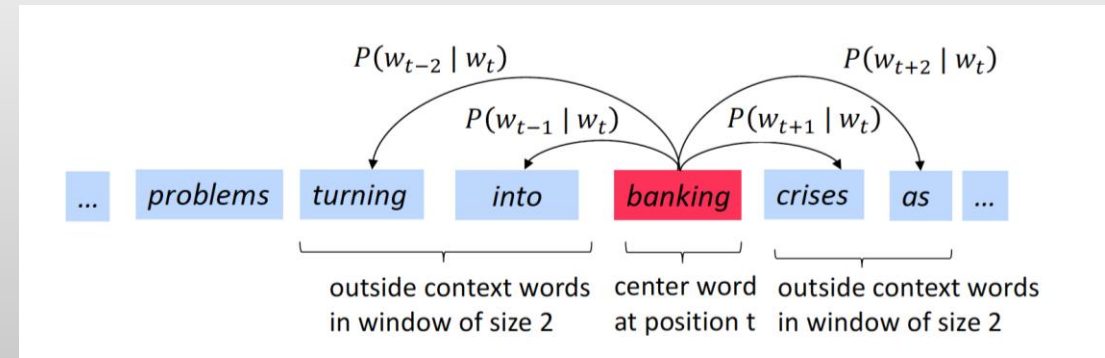 P(w_{t−2} | w_t)
P(w_{t+2} | w_t)
P(w_{t−1} | w_t)
P(w_{t+1} | w_t)
... problems turning into banking crises as ...
outside context words center word outside context words
in window of size 2 at position t in window of size 2